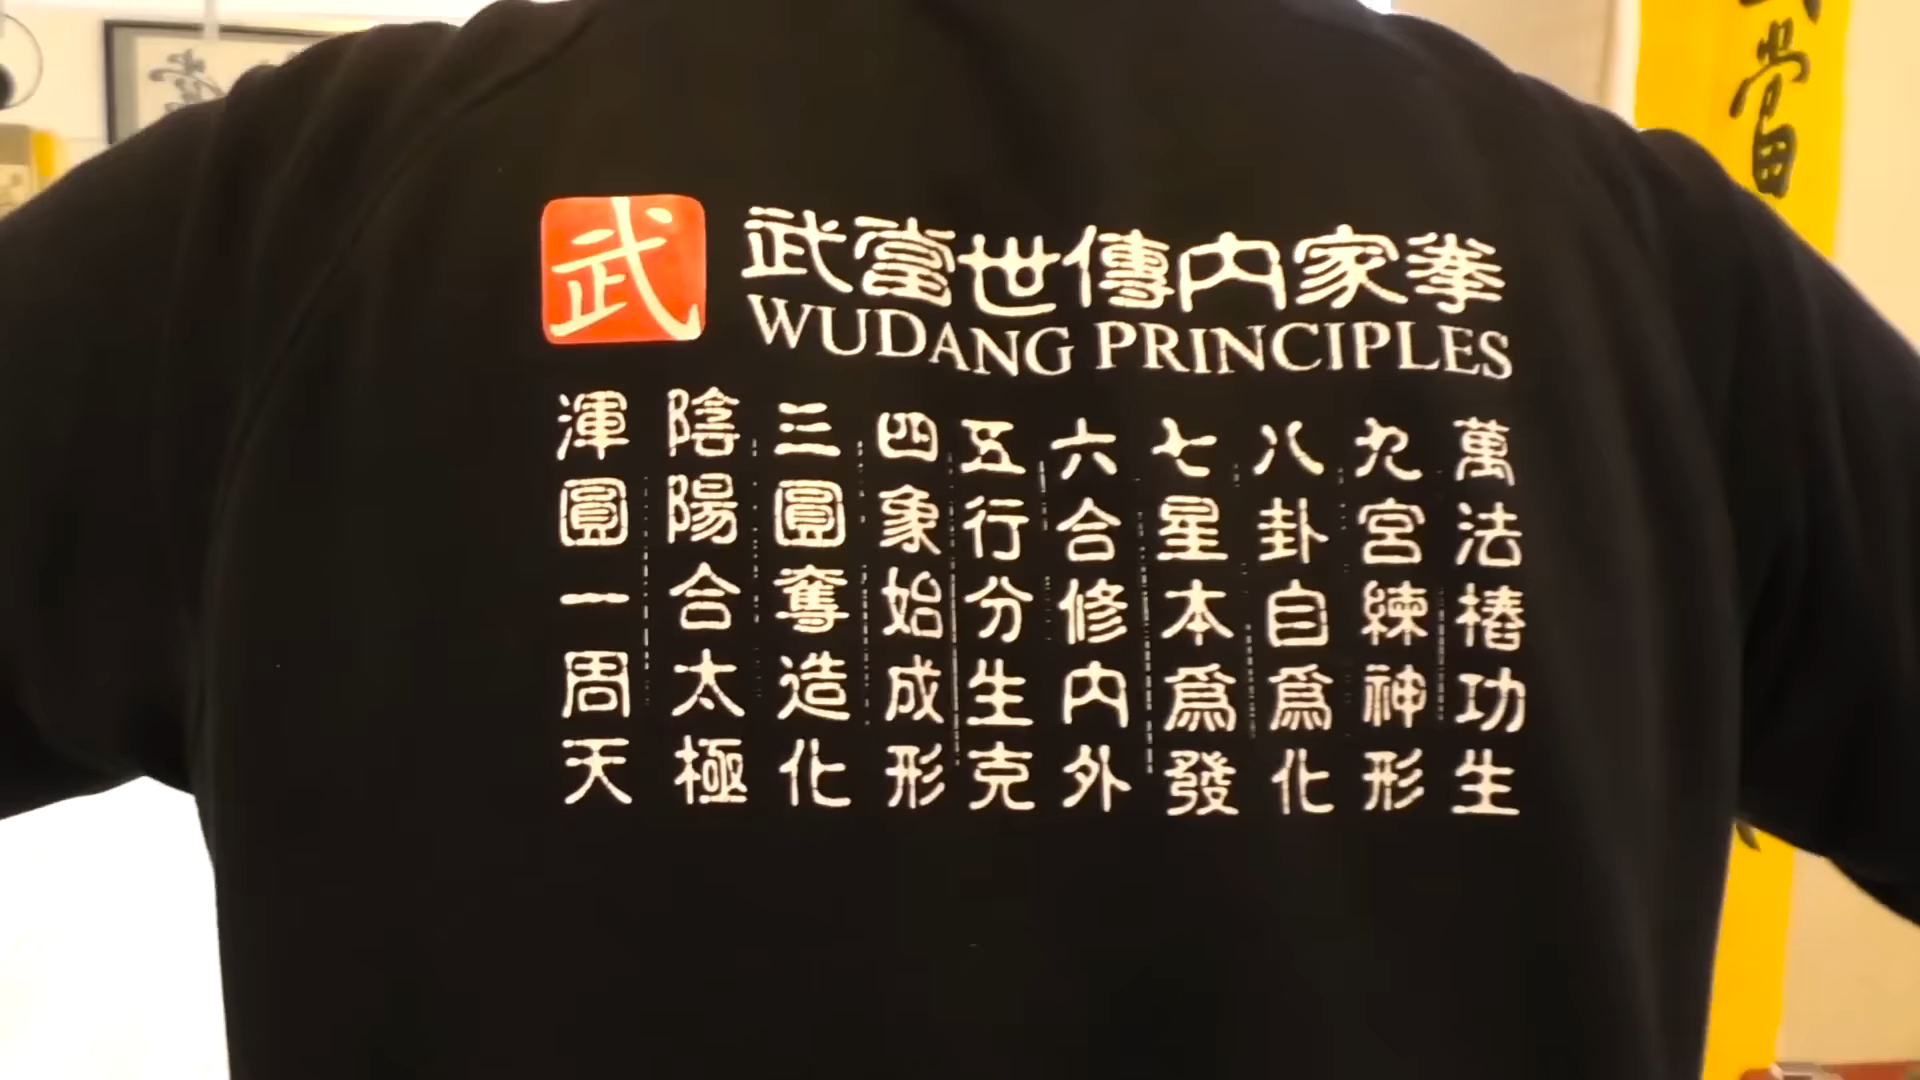 武
武當世傳內家拳
WUDANG PRINCIPLES
渾圓一周天
陰陽合太極
三圓奪造化
四象始成形
五行分生克
六合修內外
七星本為發
八卦自為化
九宮練神形
萬法樁功生
當